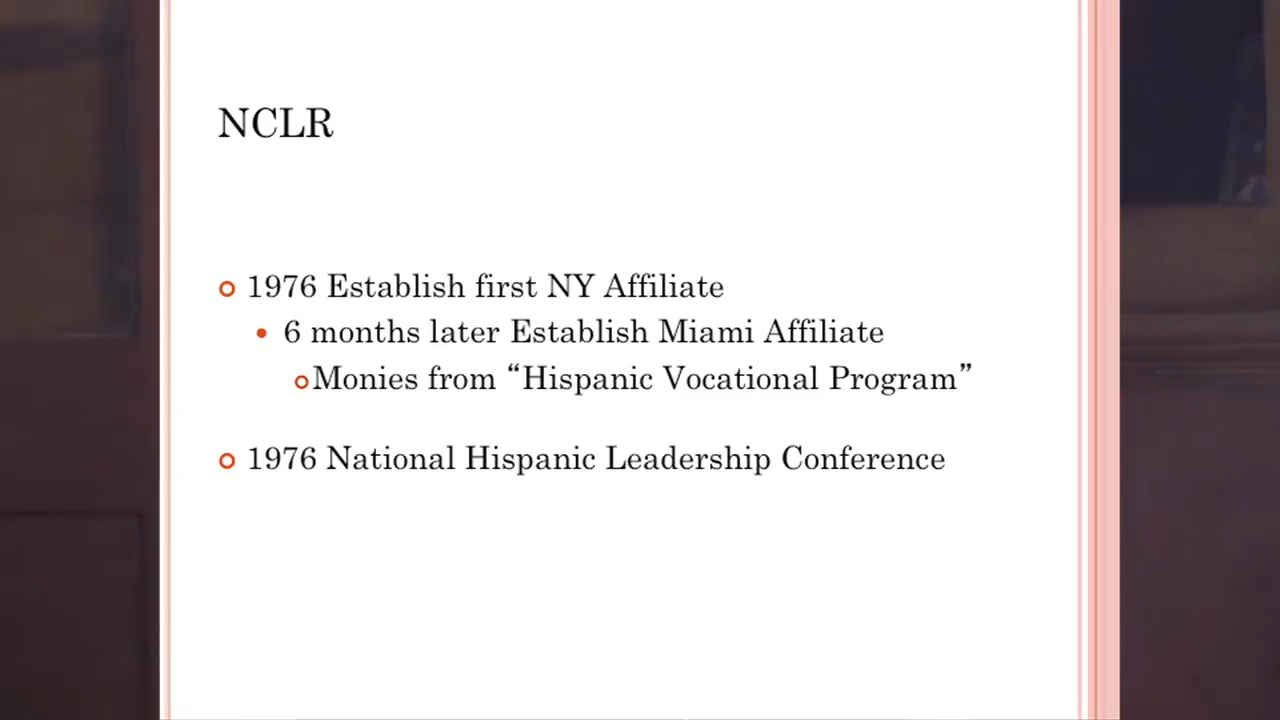 NCLR
1976 Establish first NY Affiliate
6 months later Establish Miami Affiliate
Monies from “Hispanic Vocational Program”
1976 National Hispanic Leadership Conference